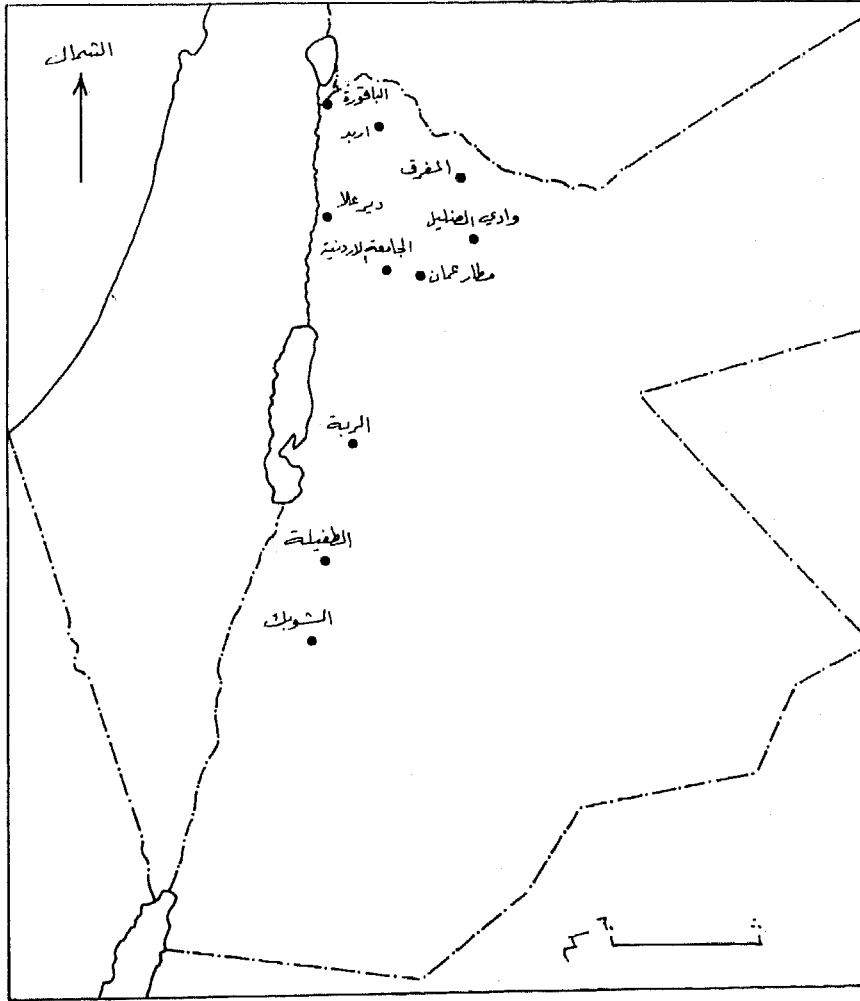 الشمال
الباقورة
اربد
المفرق
دير علا
وادي الضليل
الجامعة الاردنية
مطار عمان
الربة
الطفيلة
الشوبك
كم